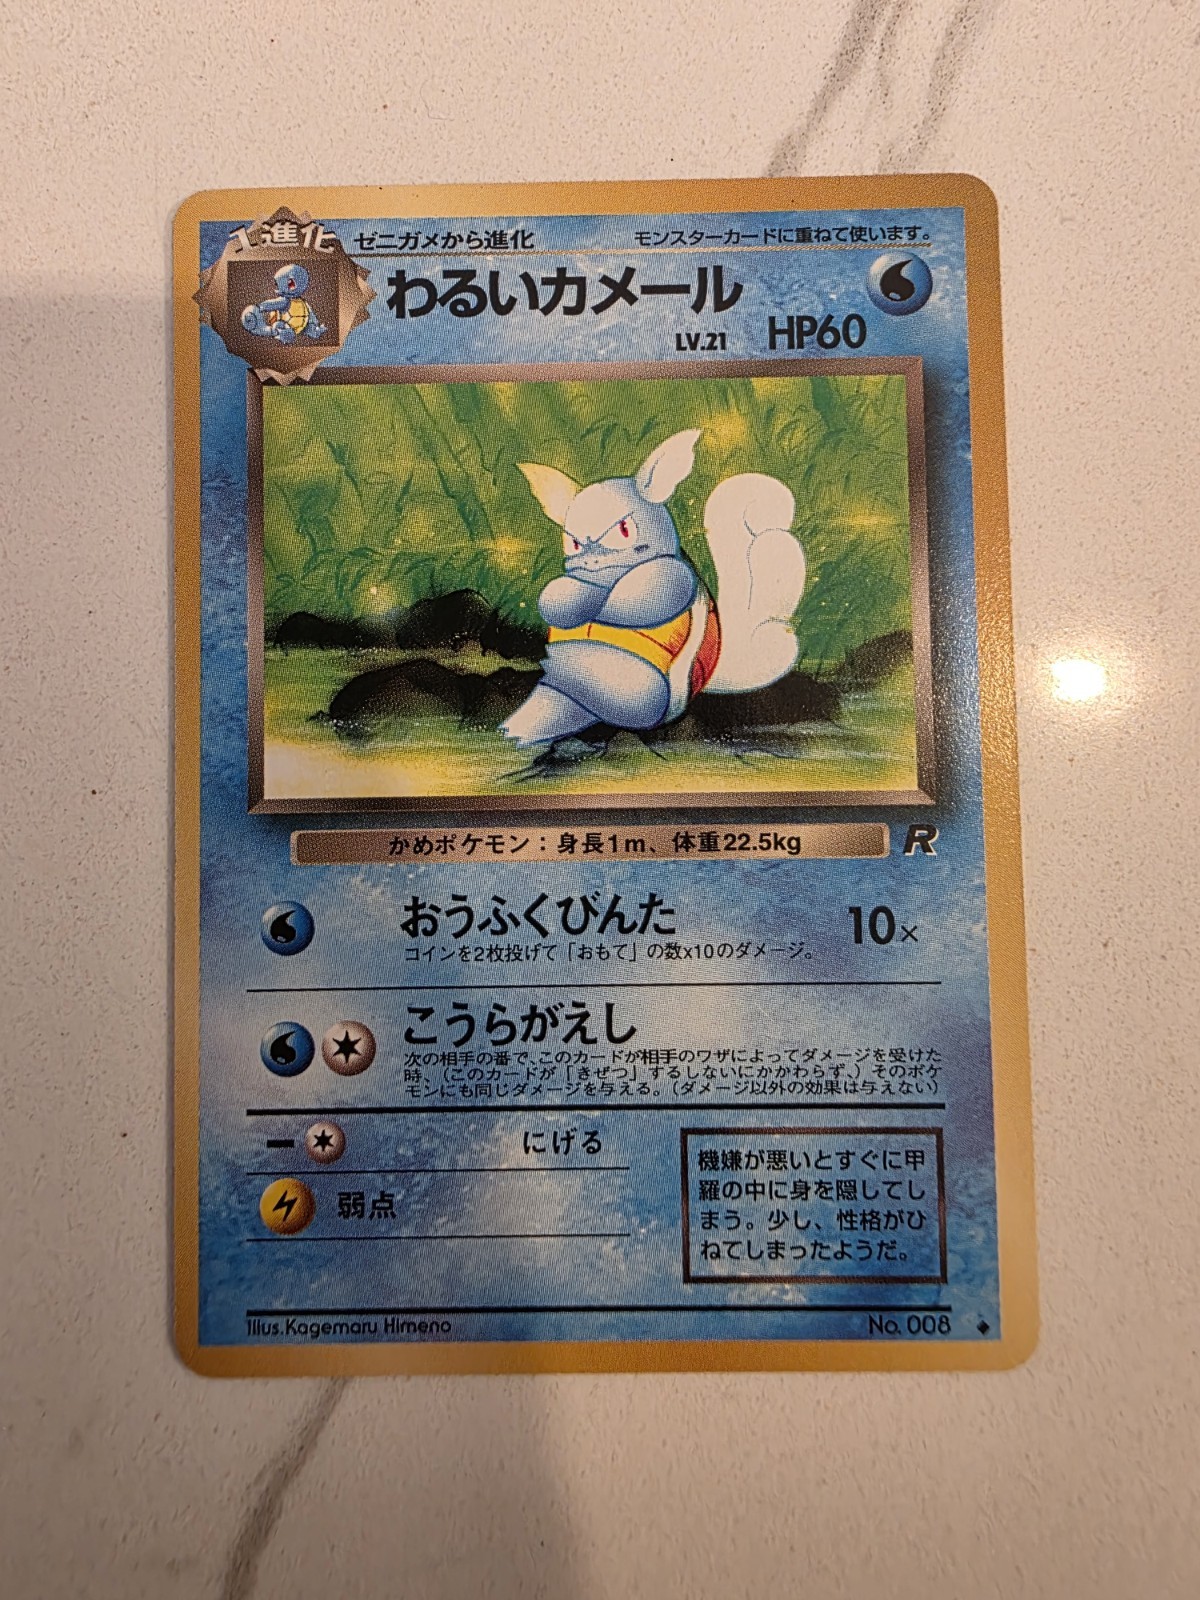 1進化
ゼニガメから進化
モンスターカードに重ねて使います。
わるいカメール
LV.21 HP60
かめポケモン：身長1m、体重22.5kg
R
おうふくびんた 10×
コインを2枚投げて「おもて」の数×10のダメージ。
こうらがえし
次の相手の番で、このカードが相手のワザによってダメージを受けた
時、（このカードが「きぜつ」するしないにかかわらず、）そのポケ
モンにも同じダメージを与える。（ダメージ以外の効果は与えない）
にげる
弱点
機嫌が悪いとすぐに甲
羅の中に身を隠してし
まう。少し、性格がひ
ねてしまったようだ。
Illus.Kagemaru Himeno
No. 008